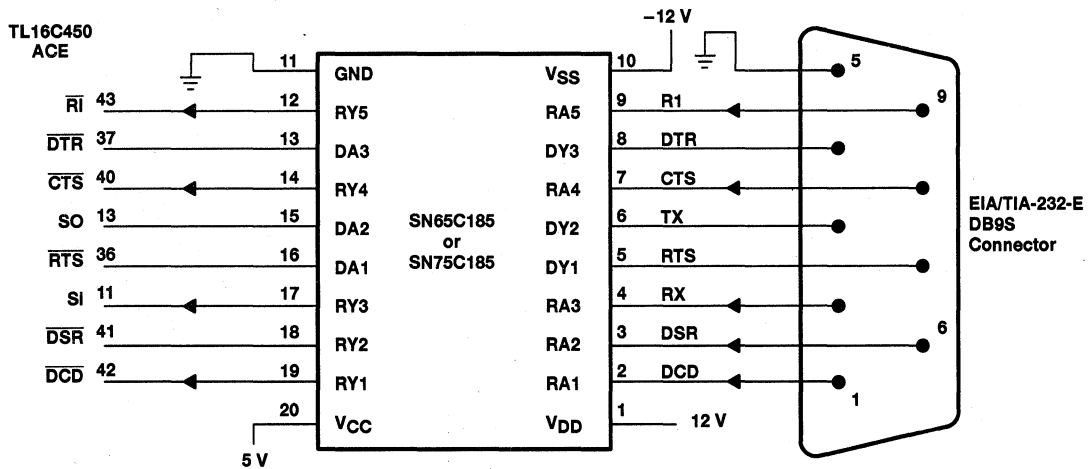 TL16C450
ACE
–12 V
11 GND VSS 10 5
RI 43 12 RY5 RA5 9 R1 9
DTR 37 13 DA3 DY3 8 DTR
CTS 40 14 RY4 RA4 7 CTS
SO 13 15 DA2 DY2 6 TX
RTS 36 16 DA1 DY1 5 RTS
SI 11 17 RY3 RA3 4 RX
DSR 41 18 RY2 RA2 3 DSR 6
DCD 42 19 RY1 RA1 2 DCD 1
20 VCC VDD 1 12 V
5 V
SN65C185
or
SN75C185
EIA/TIA-232-E
DB9S
Connector